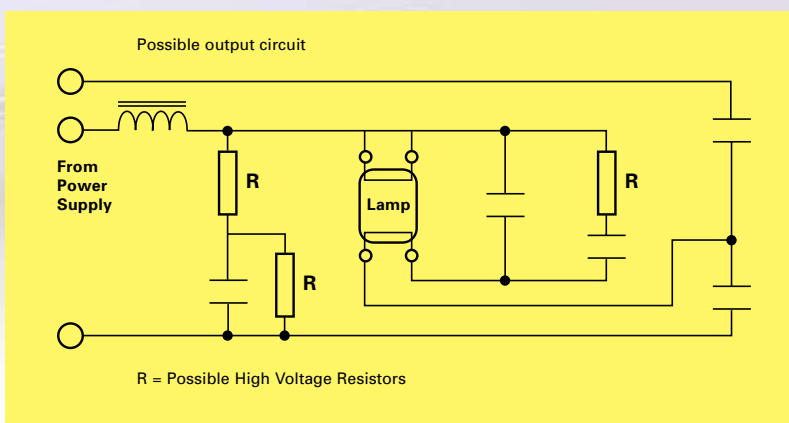 Possible output circuit
From
Power
Supply
R
Lamp
R
R
R = Possible High Voltage Resistors